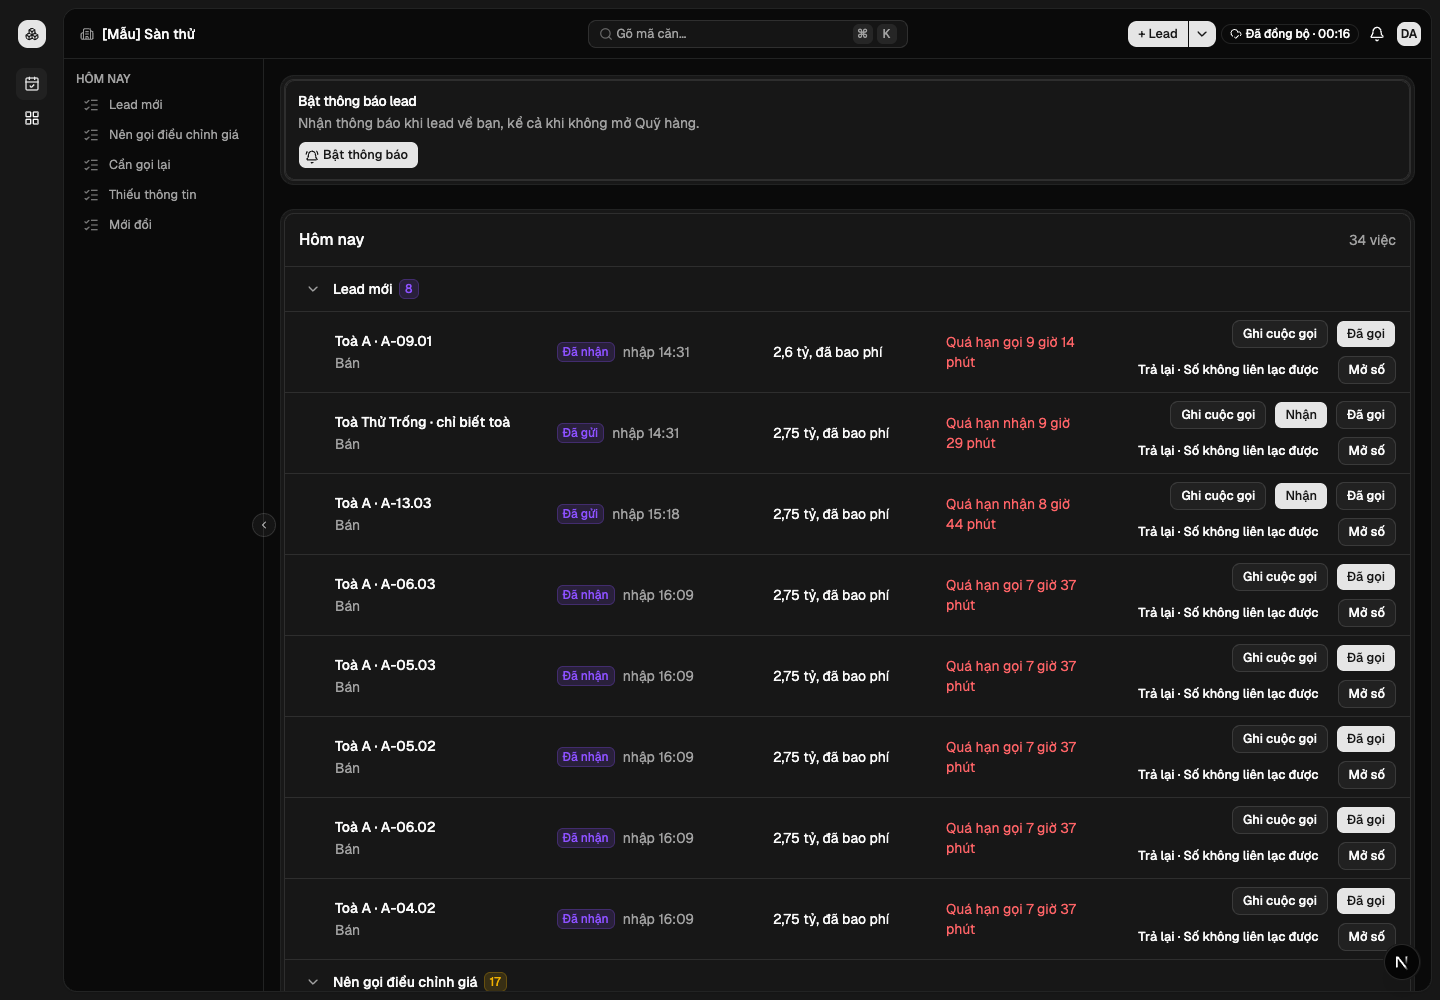 [Mẫu] Sàn thử
Gõ mã căn...
⌘ K
+ Lead
Đã đồng bộ · 00:16
DA
HÔM NAY
Lead mới
Nên gọi điều chỉnh giá
Cần gọi lại
Thiếu thông tin
Mới đổi
Bật thông báo lead
Nhận thông báo khi lead về bạn, kể cả khi không mở Quỹ hàng.
Bật thông báo
Hôm nay
34 việc
Lead mới 8
Toà A · A-09.01
Bán
Đã nhận nhập 14:31
2,6 tỷ, đã bao phí
Quá hạn gọi 9 giờ 14
phút
Ghi cuộc gọi Đã gọi
Trả lại · Số không liên lạc được Mở số
Toà Thử Trống · chỉ biết toà
Bán
Đã gửi nhập 14:31
2,75 tỷ, đã bao phí
Quá hạn nhận 9 giờ
29 phút
Ghi cuộc gọi Nhận Đã gọi
Trả lại · Số không liên lạc được Mở số
Toà A · A-13.03
Bán
Đã gửi nhập 15:18
2,75 tỷ, đã bao phí
Quá hạn nhận 8 giờ
44 phút
Ghi cuộc gọi Nhận Đã gọi
Trả lại · Số không liên lạc được Mở số
Toà A · A-06.03
Bán
Đã nhận nhập 16:09
2,75 tỷ, đã bao phí
Quá hạn gọi 7 giờ 37
phút
Ghi cuộc gọi Đã gọi
Trả lại · Số không liên lạc được Mở số
Toà A · A-05.03
Bán
Đã nhận nhập 16:09
2,75 tỷ, đã bao phí
Quá hạn gọi 7 giờ 37
phút
Ghi cuộc gọi Đã gọi
Trả lại · Số không liên lạc được Mở số
Toà A · A-05.02
Bán
Đã nhận nhập 16:09
2,75 tỷ, đã bao phí
Quá hạn gọi 7 giờ 37
phút
Ghi cuộc gọi Đã gọi
Trả lại · Số không liên lạc được Mở số
Toà A · A-06.02
Bán
Đã nhận nhập 16:09
2,75 tỷ, đã bao phí
Quá hạn gọi 7 giờ 37
phút
Ghi cuộc gọi Đã gọi
Trả lại · Số không liên lạc được Mở số
Toà A · A-04.02
Bán
Đã nhận nhập 16:09
2,75 tỷ, đã bao phí
Quá hạn gọi 7 giờ 37
phút
Ghi cuộc gọi Đã gọi
Trả lại · Số không liên lạc được Mở số
N
Nên gọi điều chỉnh giá 17